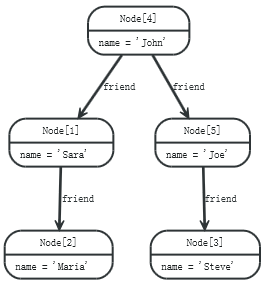 Node[4]
name = 'John'
friend
friend
Node[1]
name = 'Sara'
Node[5]
name = 'Joe'
friend
friend
Node[2]
name = 'Maria'
Node[3]
name = 'Steve'